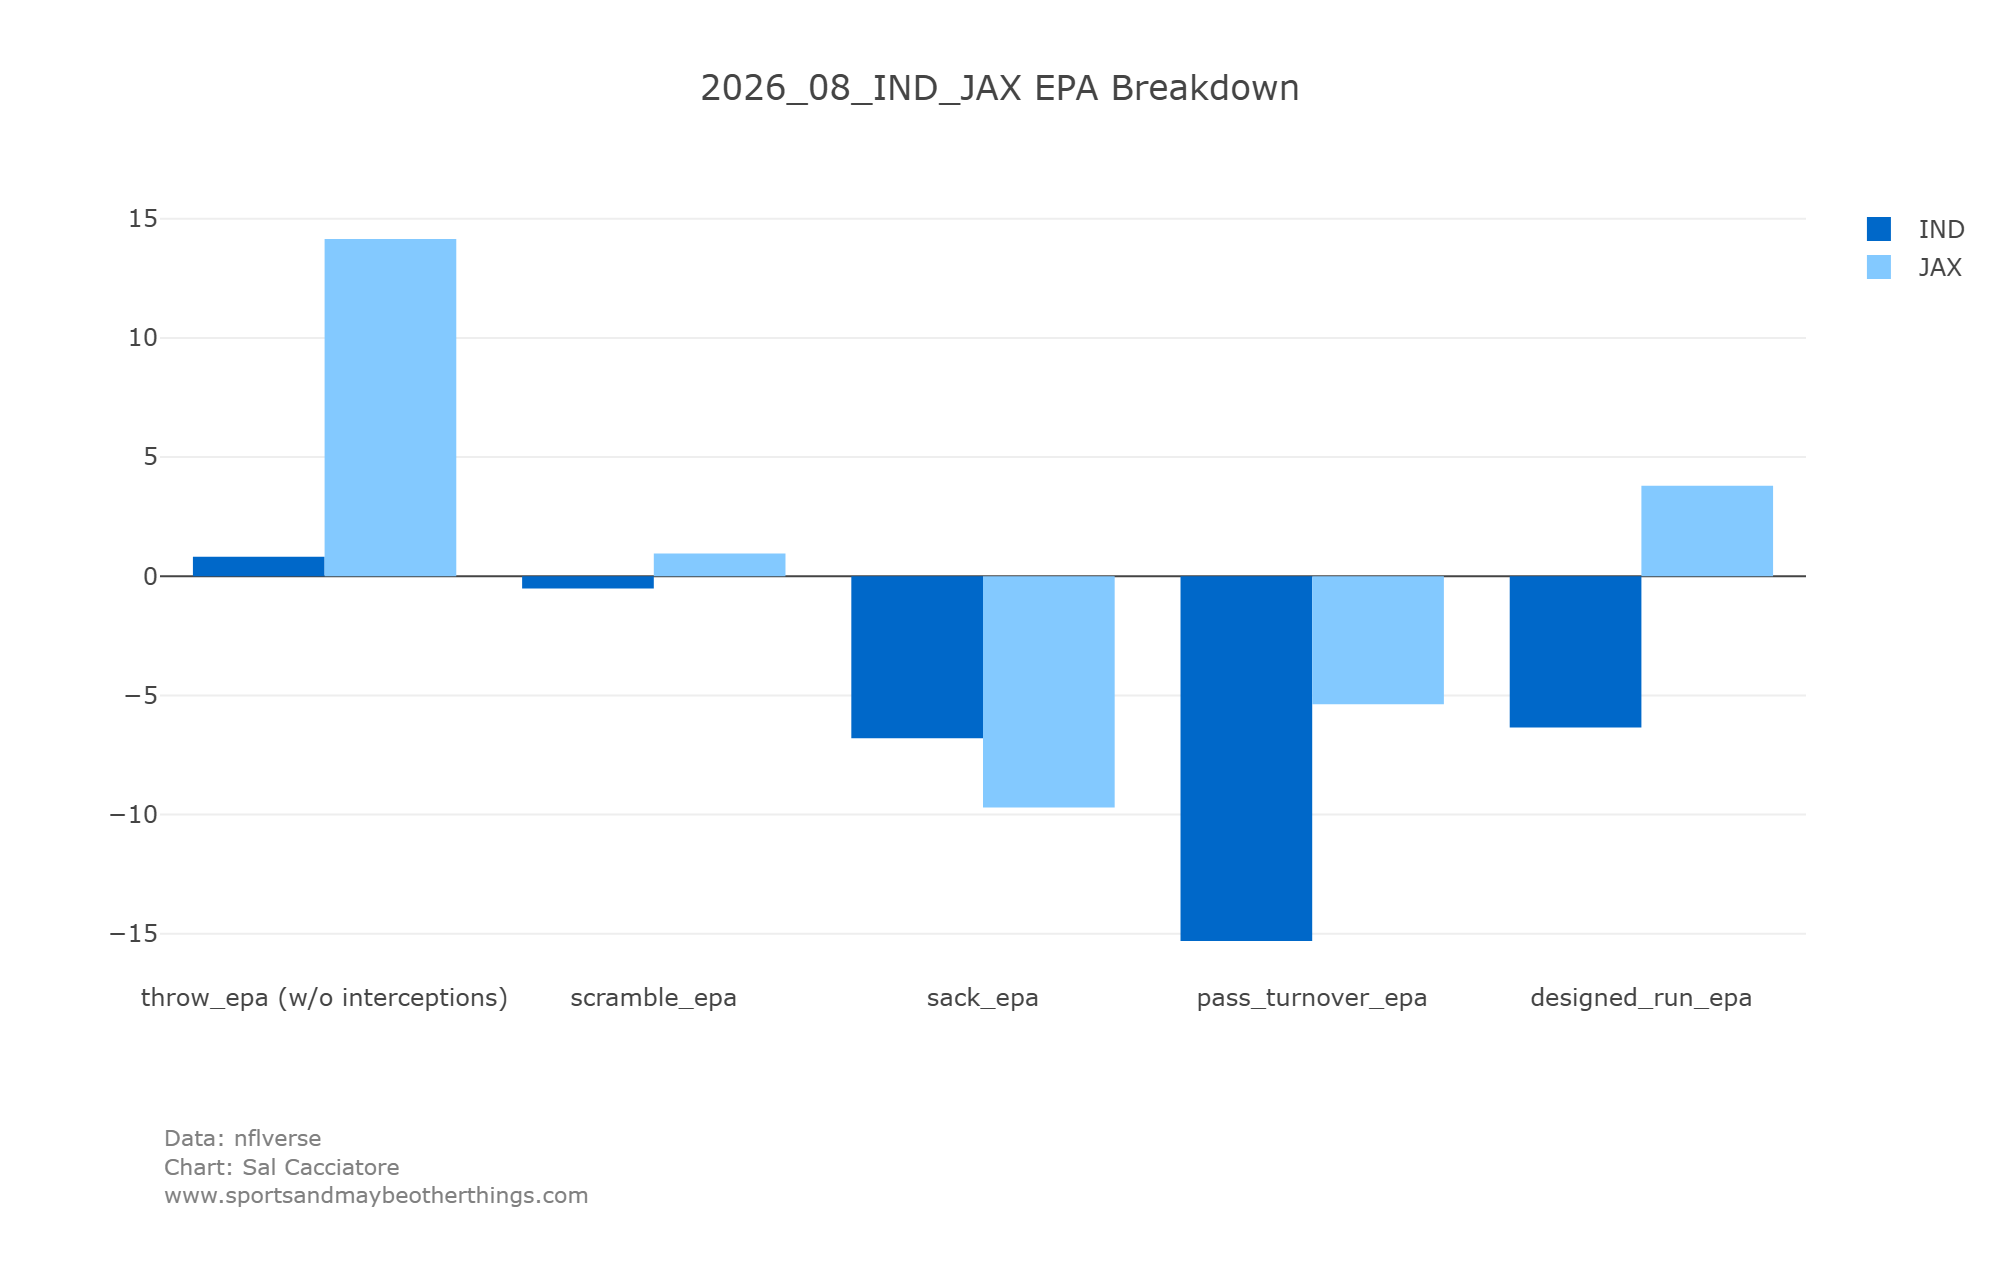 2026_08_IND_JAX EPA Breakdown
15
10
5
0
−5
−10
−15
IND
JAX
throw_epa (w/o interceptions)
scramble_epa
sack_epa
pass_turnover_epa
designed_run_epa
Data: nflverse
Chart: Sal Cacciatore
www.sportsandmaybeotherthings.com